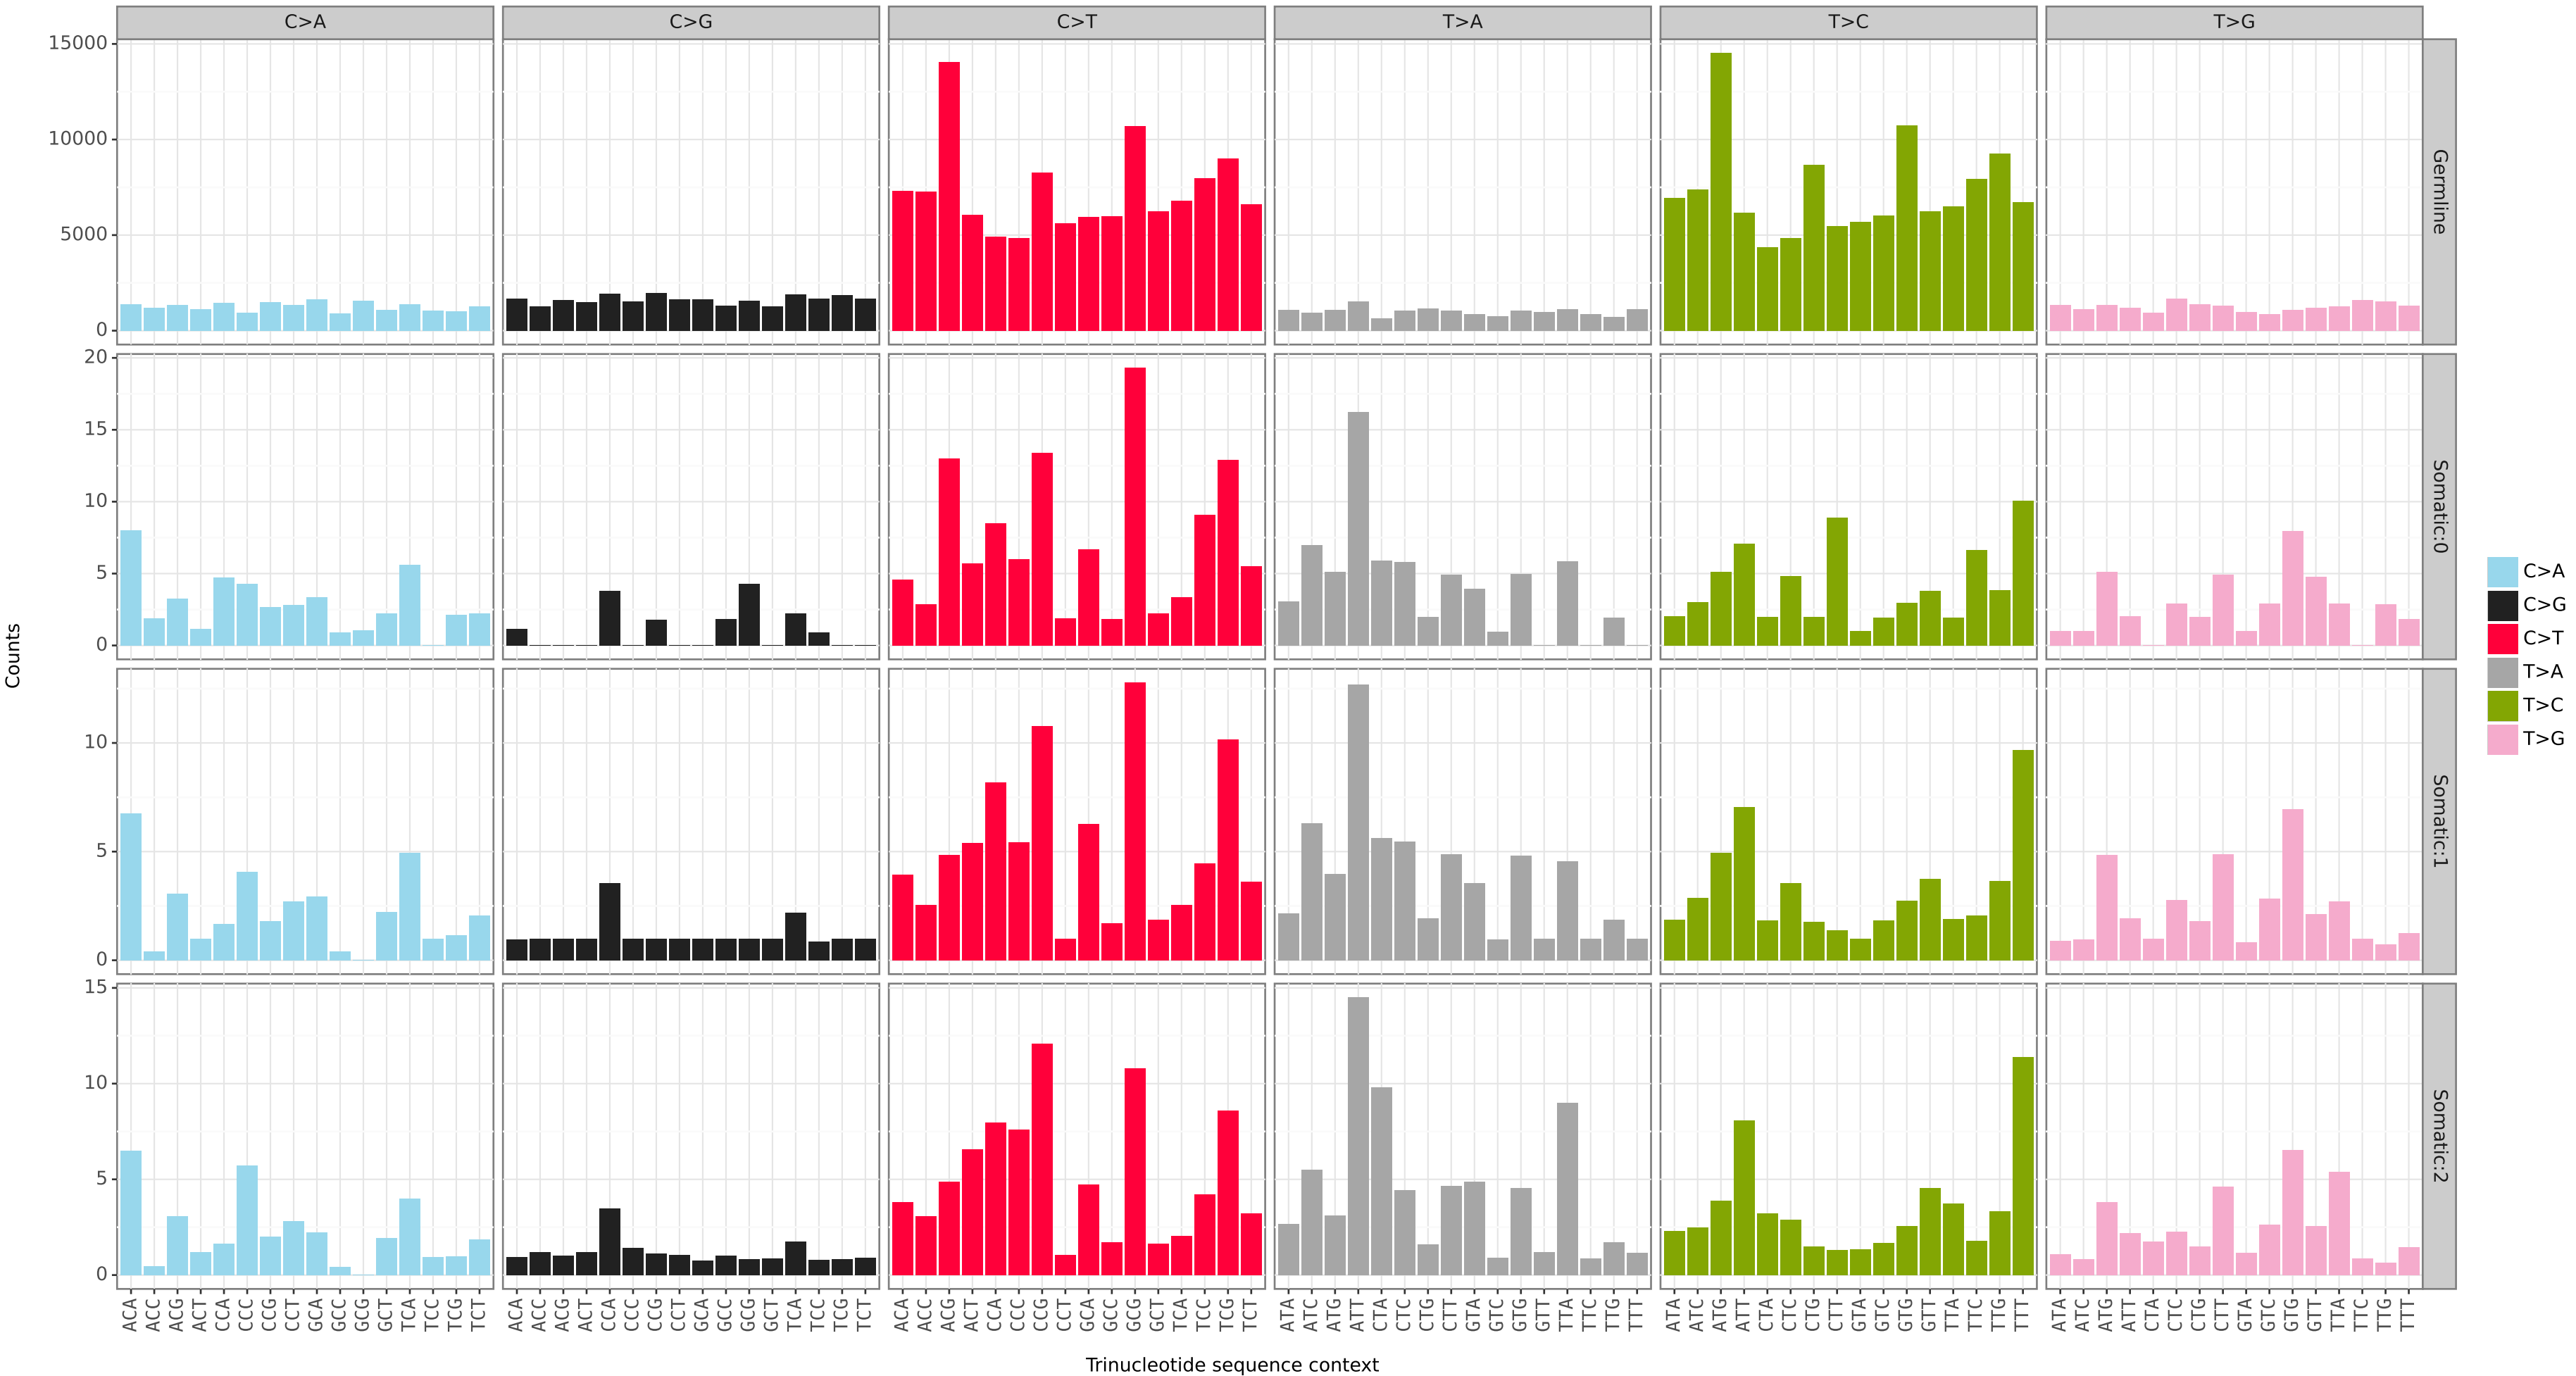 C>A C>G C>T T>A T>C T>G
15000
10000
5000
0
Germline
20
15
10
5
0
Somatic:0
10
5
0
Somatic:1
15
10
5
0
Somatic:2
Counts
ACA ACC ACG ACT CCA CCC CCG CCT GCA GCC GCG GCT TCA TCC TCG TCT
ACA ACC ACG ACT CCA CCC CCG CCT GCA GCC GCG GCT TCA TCC TCG TCT
ACA ACC ACG ACT CCA CCC CCG CCT GCA GCC GCG GCT TCA TCC TCG TCT
ATA ATC ATG ATT CTA CTC CTG CTT GTA GTC GTG GTT TTA TTC TTG TTT
ATA ATC ATG ATT CTA CTC CTG CTT GTA GTC GTG GTT TTA TTC TTG TTT
ATA ATC ATG ATT CTA CTC CTG CTT GTA GTC GTG GTT TTA TTC TTG TTT
Trinucleotide sequence context
C>A
C>G
C>T
T>A
T>C
T>G